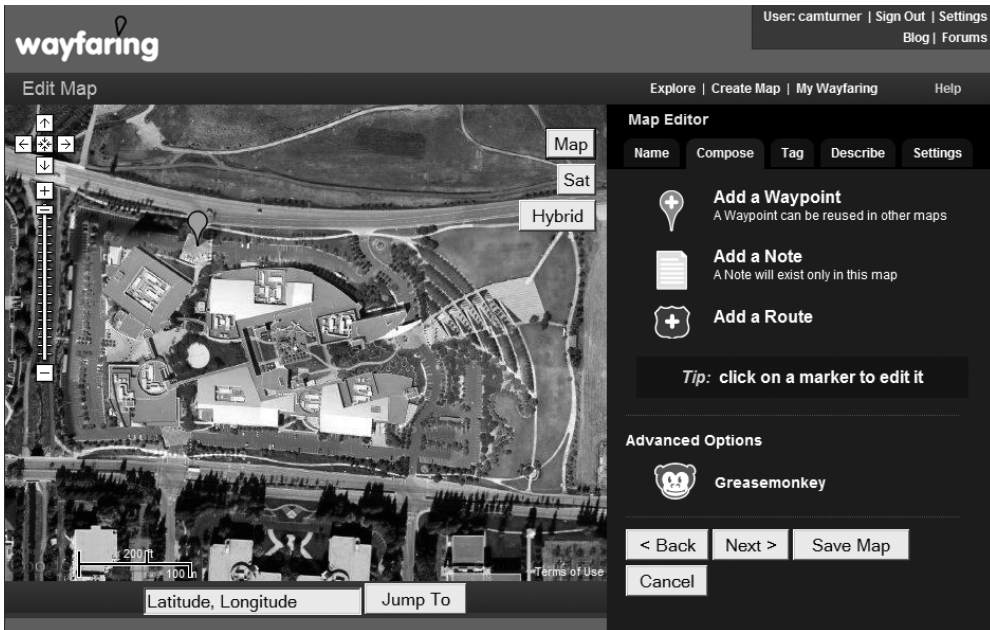 User: camturner | Sign Out | Settings
Blog | Forums
wayfaring
Edit Map
Explore | Create Map | My Wayfaring Help
Map Editor
Name Compose Tag Describe Settings
Map
Sat
Hybrid
Add a Waypoint
A Waypoint can be reused in other maps
Add a Note
A Note will exist only in this map
Add a Route
Tip: click on a marker to edit it
Advanced Options
Greasemonkey
< Back Next > Save Map
Cancel
200 ft
100 m
Terms of Use
Latitude, Longitude Jump To